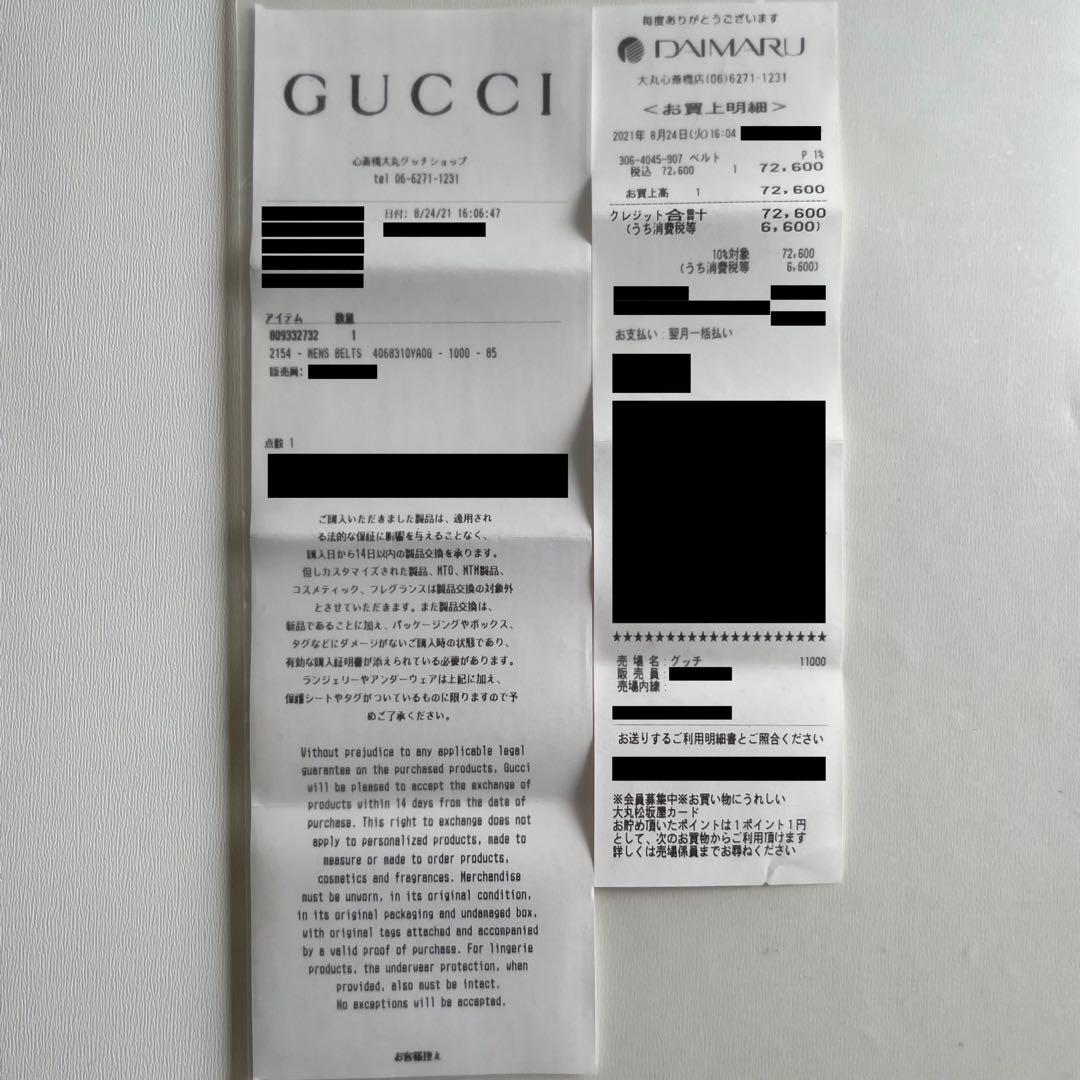 GUCCI
心斎橋大丸グッチショップ
tel 06-6271-1231
日付: 8/24/21 16:06:47
アイテム 数量
809332732 1
2154 - MENS BELTS 4068310YA0G - 1000 - 85
販売員:
点数 1
ご購入いただきました製品は、適用され
る法的な保証に影響を与えることなく、
購入日から14日以内の製品交換を承ります。
但しカスタマイズされた製品、MTO、MTM製品、
コスメティック、フレグランスは製品交換の対象外
とさせていただきます。また製品交換は、
新品であることに加え、パッケージングやボックス、
タグなどにダメージがないご購入時の状態であり、
有効な購入証明書が添えられている必要があります。
ランジェリーやアンダーウェアは上記に加え、
保護シートやタグがついているものに限りますので予
めご了承ください。
Without prejudice to any applicable legal
guarantee on the purchased products, Gucci
will be pleased to accept the exchange of
products within 14 days from the date of
purchase. This right to exchange does not
apply to personalized products, made to
measure or made to order products,
cosmetics and fragrances. Merchandise
must be unworn, in its original condition,
in its original packaging and undamaged box,
with original tags attached and accompanied
by a valid proof of purchase. For lingerie
products, the underwear protection, when
provided, also must be intact.
No exceptions will be accepted.
お客様控え
毎度ありがとうございます
DAIMARU
大丸心斎橋店(06)6271-1231
<お買上明細>
2021年 8月24日(火)16:04
P 1%
306-4045-907 ベルト
税込 72,600 1 72,600
お買上高 1 72,600
クレジット合計 72,600
(うち消費税等 6,600)
10%対象 72,600
(うち消費税等 6,600)
お支払い:翌月一括払い
★★★★★★★★★★★★★★★★★★★★
売 場 名:グッチ 11000
販 売 員:
売場内線:
お送りするご利用明細書とご照合ください
※会員募集中※お買い物にうれしい
大丸松坂屋カード
お貯め頂いたポイントは1ポイント1円
として、次のお買物からご利用頂けます
詳しくは売場係員までお尋ねください